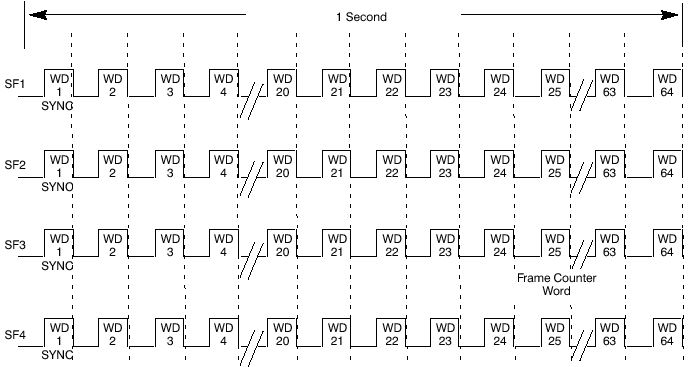 1 Second
SF1 WD 1 WD 2 WD 3 WD 4 WD 20 WD 21 WD 22 WD 23 WD 24 WD 25 WD 63 WD 64
SYNC
SF2 WD 1 WD 2 WD 3 WD 4 WD 20 WD 21 WD 22 WD 23 WD 24 WD 25 WD 63 WD 64
SYNC
SF3 WD 1 WD 2 WD 3 WD 4 WD 20 WD 21 WD 22 WD 23 WD 24 WD 25 WD 63 WD 64
SYNC
Frame Counter
Word
SF4 WD 1 WD 2 WD 3 WD 4 WD 20 WD 21 WD 22 WD 23 WD 24 WD 25 WD 63 WD 64
SYNC